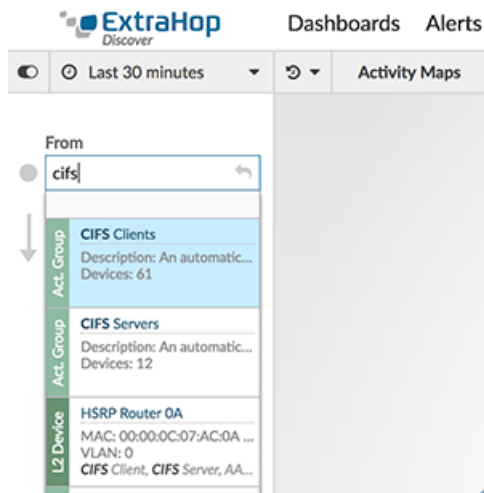 ExtraHop
Discover
Dashboards Alerts
Last 30 minutes
Activity Maps
From
cifs
Act. Group
CIFS Clients
Description: An automatic...
Devices: 61
Act. Group
CIFS Servers
Description: An automatic...
Devices: 12
L2 Device
HSRP Router 0A
MAC: 00:00:0C:07:AC:0A ...
VLAN: 0
CIFS Client, CIFS Server, AA...